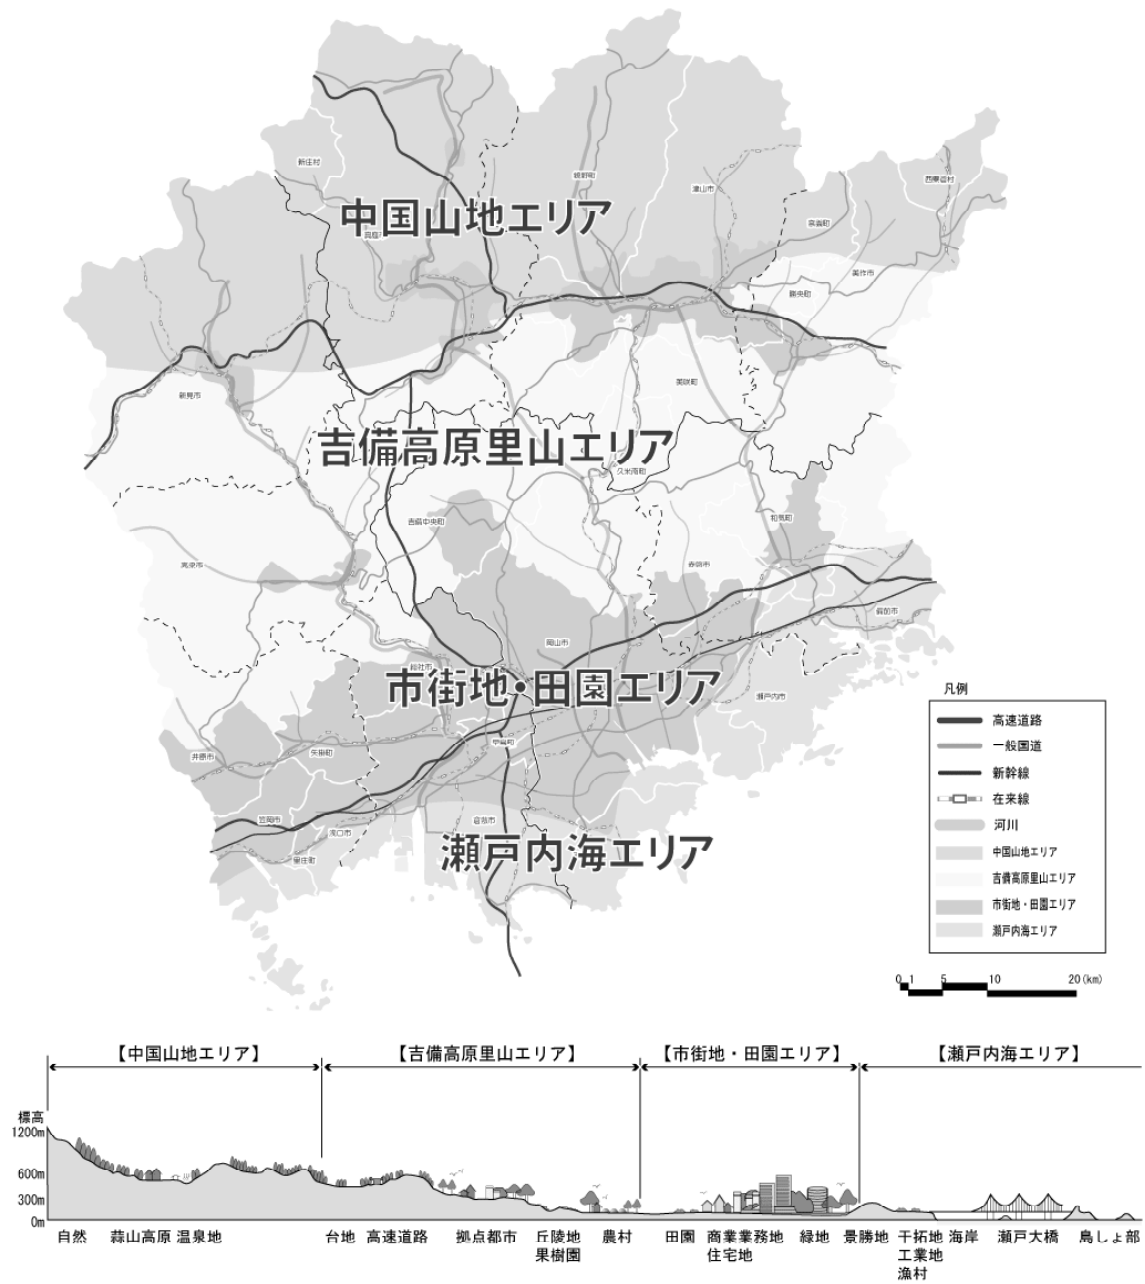 新庄村
鏡野町
津山市
西粟倉村
奈義町
中国山地エリア
美作市
勝央町
新見市
美咲町
吉備高原里山エリア
久米南町
吉備中央町
和気町
高梁市
赤磐市
備前市
岡山市
総社市
市街地・田園エリア
瀬戸内市
早島町
井原市
矢掛町
笠岡市
浅口市
倉敷市
里庄町
瀬戸内海エリア
凡例
高速道路
一般国道
新幹線
在来線
河川
中国山地エリア
吉備高原里山エリア
市街地・田園エリア
瀬戸内海エリア
0 1 5 10 20(km)
【中国山地エリア】 【吉備高原里山エリア】 【市街地・田園エリア】 【瀬戸内海エリア】
標高
1200m
600m
300m
0m
自然 蒜山高原 温泉地 台地 高速道路 拠点都市 丘陵地 農村 田園 商業業務地 緑地 景勝地 干拓地 海岸 瀬戸大橋 島しょ部
果樹園 住宅地 工業地
漁村